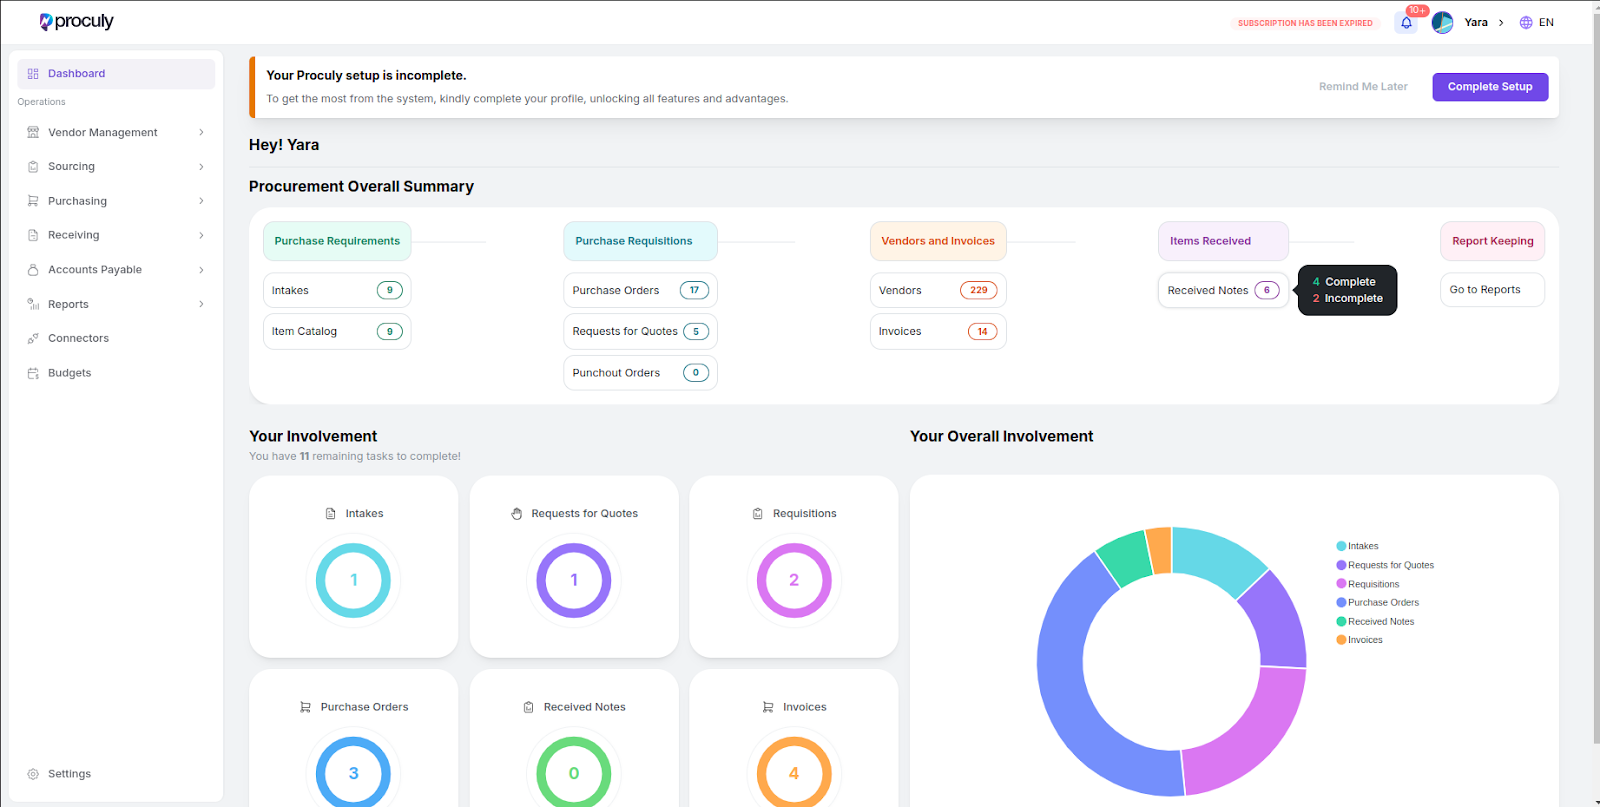 proculy
SUBSCRIPTION HAS BEEN EXPIRED
10+
Yara
EN
Dashboard
Operations
Vendor Management
Sourcing
Purchasing
Receiving
Accounts Payable
Reports
Connectors
Budgets
Settings
Your Proculy setup is incomplete.
To get the most from the system, kindly complete your profile, unlocking all features and advantages.
Remind Me Later
Complete Setup
Hey! Yara
Procurement Overall Summary
Purchase Requirements
Intakes 9
Item Catalog 9
Purchase Requisitions
Purchase Orders 17
Requests for Quotes 5
Punchout Orders 0
Vendors and Invoices
Vendors 229
Invoices 14
Items Received
Received Notes 6
4 Complete
2 Incomplete
Report Keeping
Go to Reports
Your Involvement
You have 11 remaining tasks to complete!
Intakes
1
Requests for Quotes
1
Requisitions
2
Purchase Orders
3
Received Notes
0
Invoices
4
Your Overall Involvement
Intakes
Requests for Quotes
Requisitions
Purchase Orders
Received Notes
Invoices